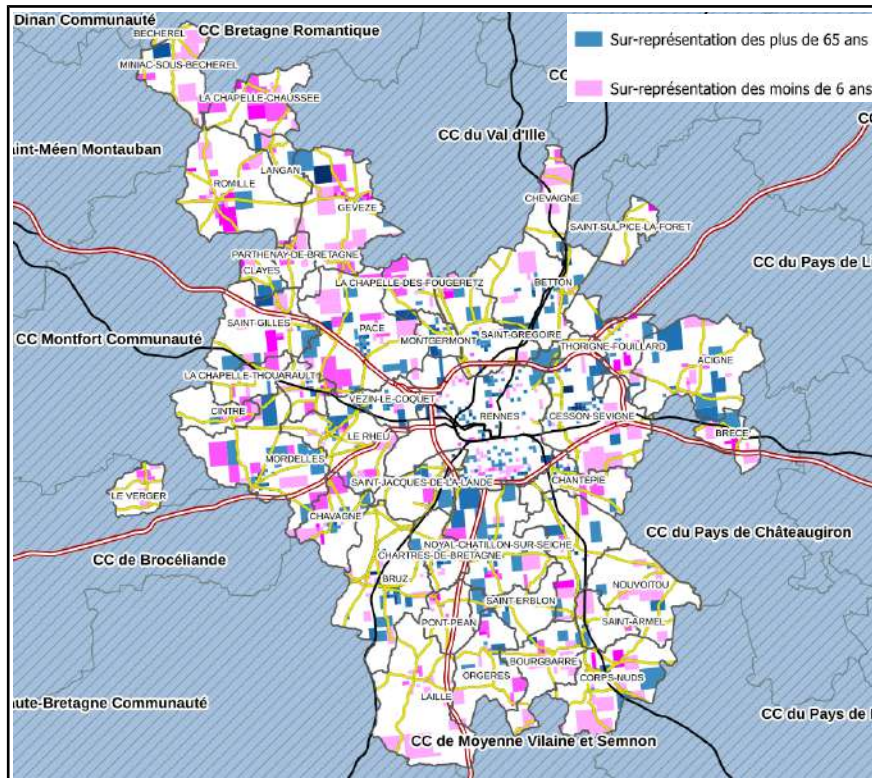 Dinan Communauté
CC Bretagne Romantique
BECHEREL
MINIAC-SOUS-BECHEREL
LA CHAPELLE-CHAUSSEE
Sur-représentation des plus de 65 ans
Sur-représentation des moins de 6 ans
CC
CC
CC du Val d'Ille
aint-Méen Montauban
LANGAN
ROMILLE
GEVEZE
CHEVAIGNE
SAINT-SULPICE-LA-FORET
PARTHENAY-DE-BRETAGNE
CLAYES
CC du Pays de Li
LA CHAPELLE-DES-FOUGERETZ
BETTON
SAINT-GILLES
PACE
MONTGERMONT
SAINT-GREGOIRE
CC Montfort Communauté
THORIGNE-FOUILLARD
ACIGNE
LA CHAPELLE-THOUARAULT
VEZIN-LE-COQUET
CINTRE
RENNES
CESSON-SEVIGNE
LE RHEU
BRECE
MORDELLES
SAINT-JACQUES-DE-LA-LANDE
CHANTEPIE
LE VERGER
CHAVAGNE
CC du Pays de Châteaugiron
CC de Brocéliande
NOYAL-CHATILLON-SUR-SEICHE
CHARTRES-DE-BRETAGNE
BRUZ
NOUVOITOU
SAINT-ERBLON
PONT-PEAN
SAINT-ARMEL
BOURGBARRE
ORGERES
CORPS-NUDS
LAILLE
aute-Bretagne Communauté
CC du Pays de
CC de Moyenne Vilaine et Semnon